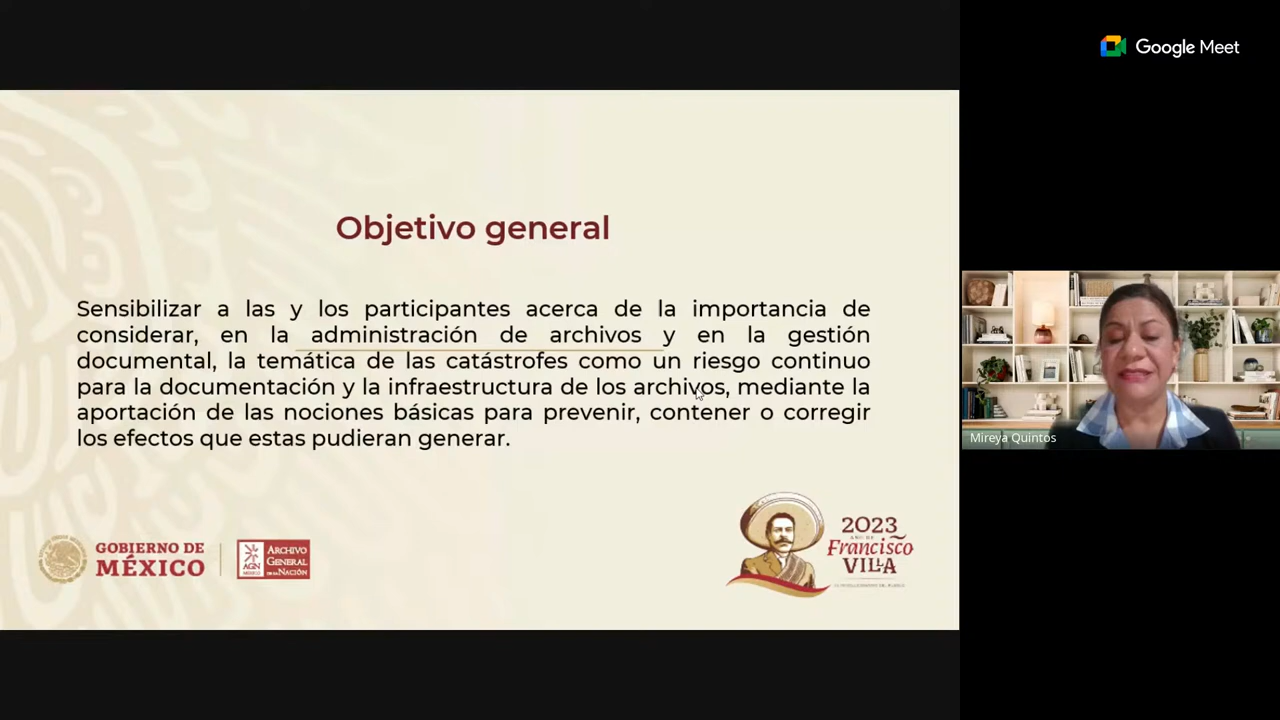 Google Meet
Objetivo general
Sensibilizar a las y los participantes acerca de la importancia de
considerar, en la administración de archivos y en la gestión
documental, la temática de las catástrofes como un riesgo continuo
para la documentación y la infraestructura de los archivos, mediante la
aportación de las nociones básicas para prevenir, contener o corregir
los efectos que estas pudieran generar.
Mireya Quintos
GOBIERNO DE
MÉXICO
AGN
MÉXICO
ARCHIVO
GENERAL
DE LA NACIÓN
2023
AÑO DE
Francisco
VILLA